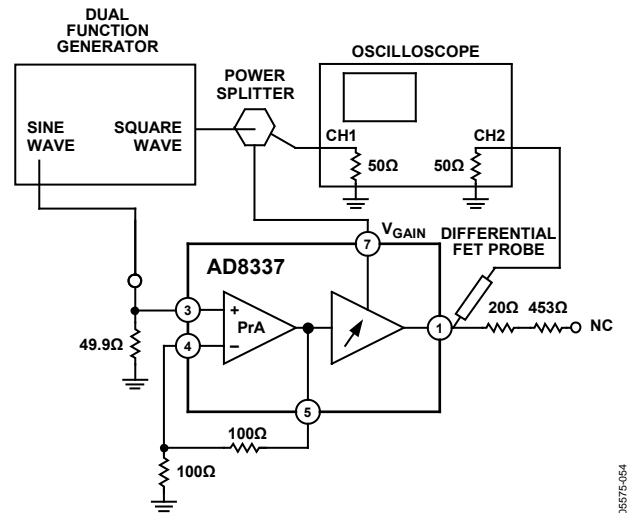 DUAL
FUNCTION
GENERATOR
OSCILLOSCOPE
POWER
SPLITTER
SINE
WAVE
SQUARE
WAVE
CH1
CH2
50Ω
50Ω
VGAIN
DIFFERENTIAL
FET PROBE
7
AD8337
20Ω
453Ω
3
+
PrA
1
NC
49.9Ω
4
−
5
100Ω
100Ω
05575-054